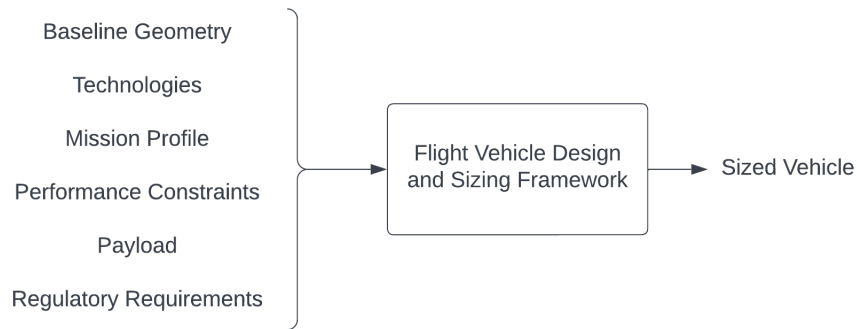 Baseline Geometry
Technologies
Mission Profile
Performance Constraints
Payload
Regulatory Requirements
Flight Vehicle Design
and Sizing Framework
Sized Vehicle